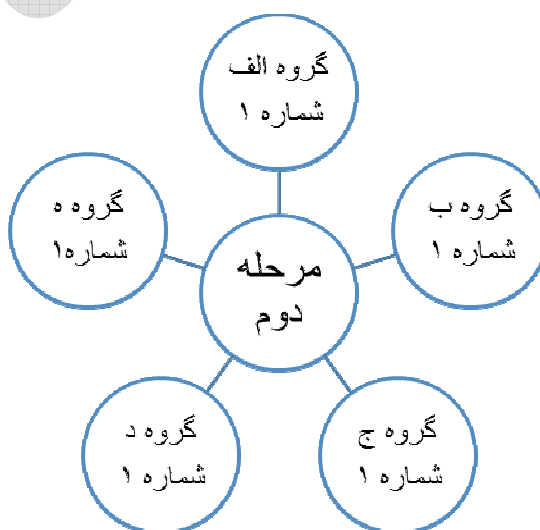 گروه الف
شماره ۱
گروه ب
شماره ۱
گروه ه
شماره۱
مرحله
دوم
گروه ج
شماره ۱
گروه د
شماره ۱